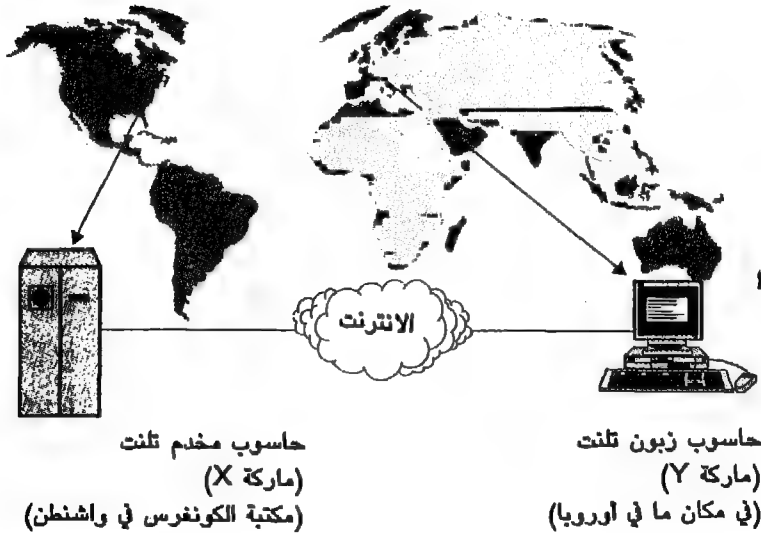 الانترنت
حاسوب زبون تلنت
(ماركة Y)
(في مكان ما في أوروبا)
حاسوب مخدم تلنت
(ماركة X)
(مكتبة الكونغرس في واشنطن)